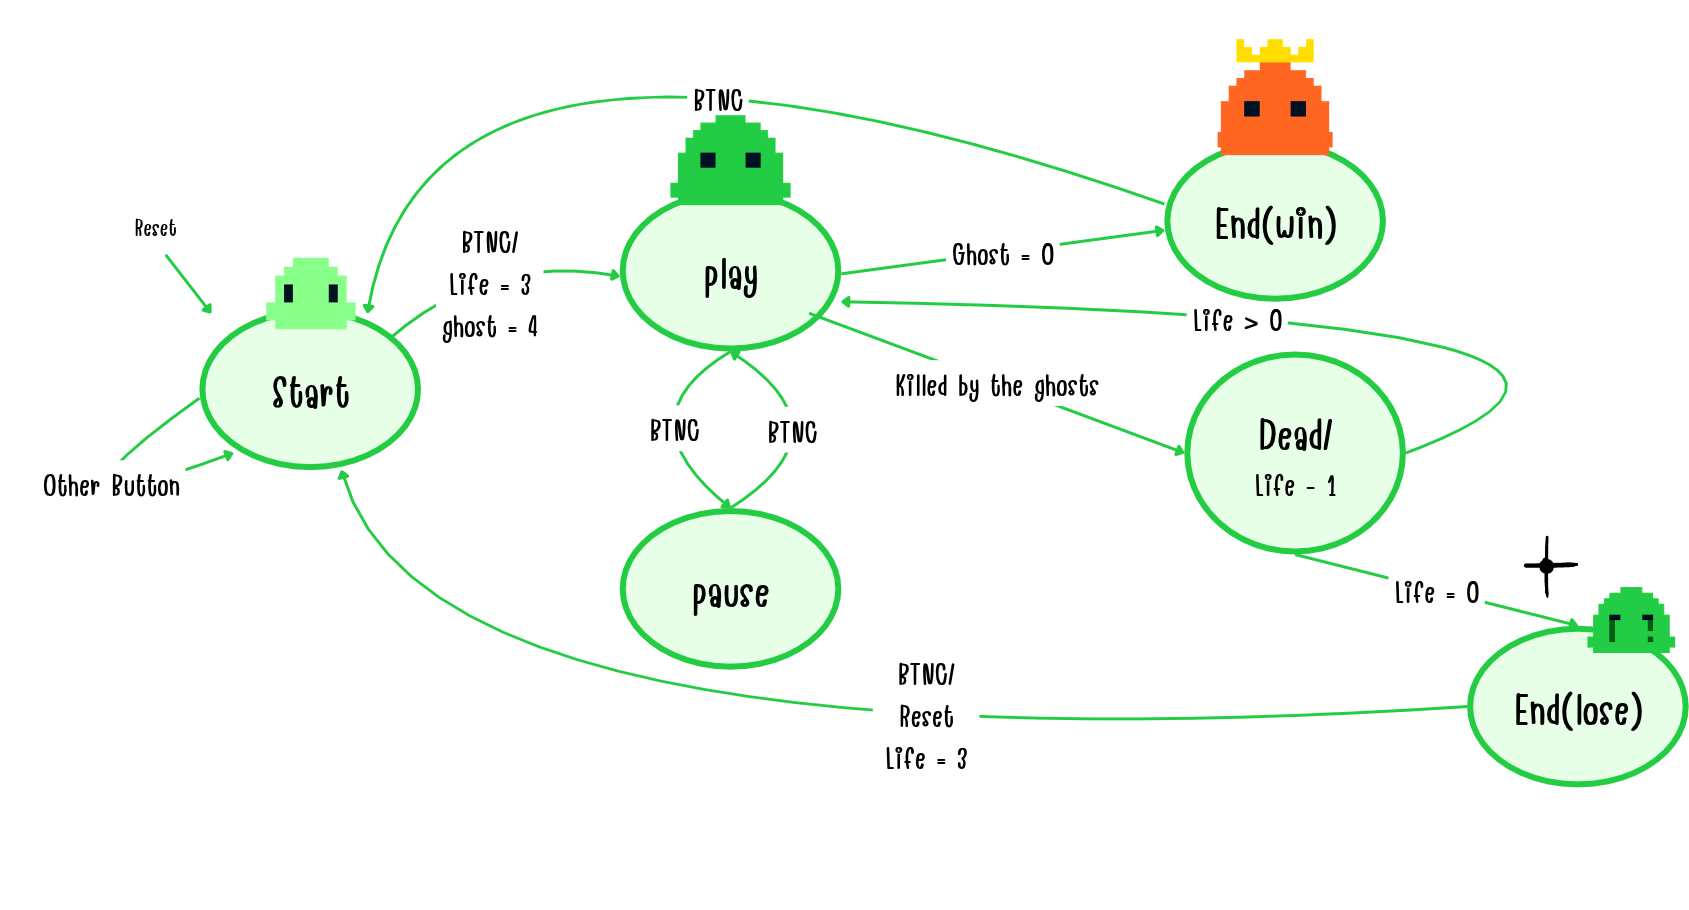 BTNC
Reset
BTNC/
Life = 3
ghost = 4
play
End(win)
Ghost = 0
Life > 0
Start
Killed by the ghosts
BTNC
BTNC
Dead/
Life - 1
Other Button
pause
Life = 0
BTNC/
Reset
Life = 3
End(lose)